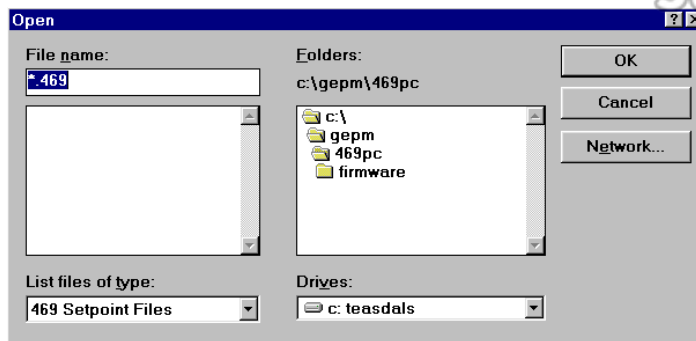 Open
File name:
*.469
Folders:
c:\gepm\469pc
c:\
gepm
469pc
firmware
OK
Cancel
Network...
List files of type:
469 Setpoint Files
Drives:
c: teasdals